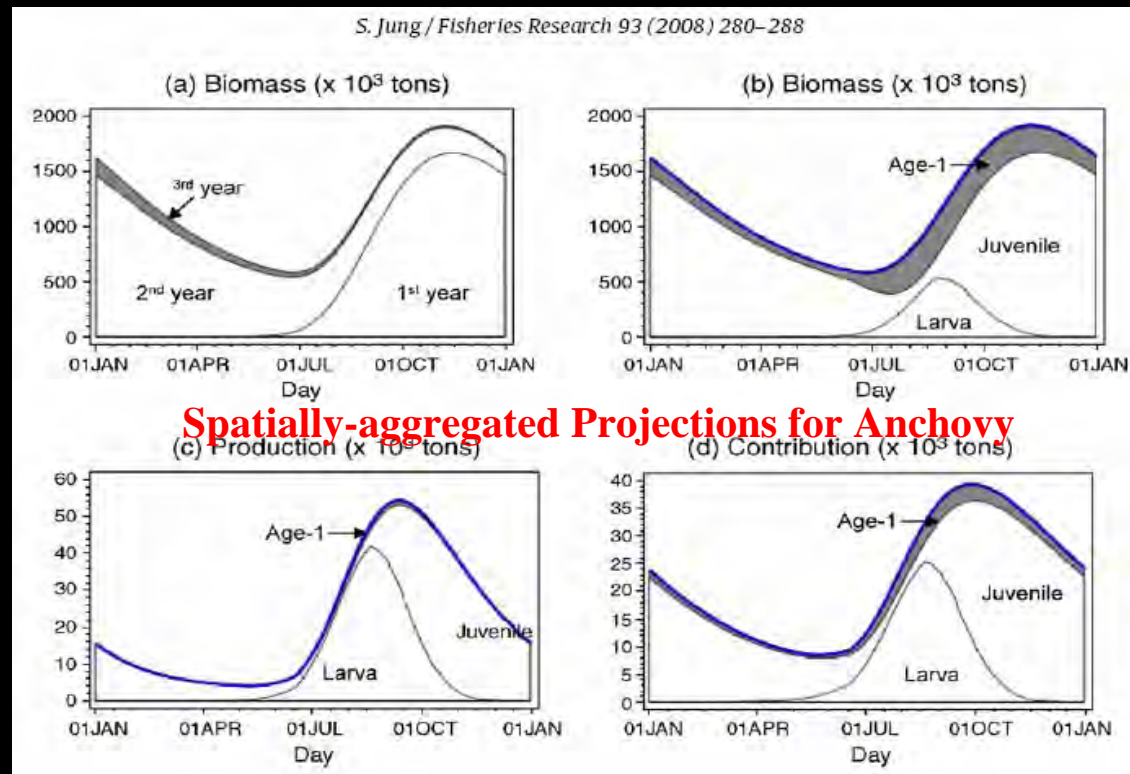 S. Jung / Fisheries Research 93 (2008) 280–288
(a) Biomass (x 10³ tons)
2000
1500
1000
500
0
3rd year
2nd year
1st year
01JAN 01APR 01JUL 01OCT 01JAN
Day
(b) Biomass (x 10³ tons)
2000
1500
1000
500
0
Age-1
Juvenile
Larva
01JAN 01APR 01JUL 01OCT 01JAN
Day
Spatially-aggregated Projections for Anchovy
(c) Production (x 10³ tons)
60
50
40
30
20
10
0
Age-1
Juvenile
Larva
01JAN 01APR 01JUL 01OCT 01JAN
Day
(d) Contribution (x 10³ tons)
40
35
30
25
20
15
10
5
0
Age-1
Juvenile
Larva
01JAN 01APR 01JUL 01OCT 01JAN
Day